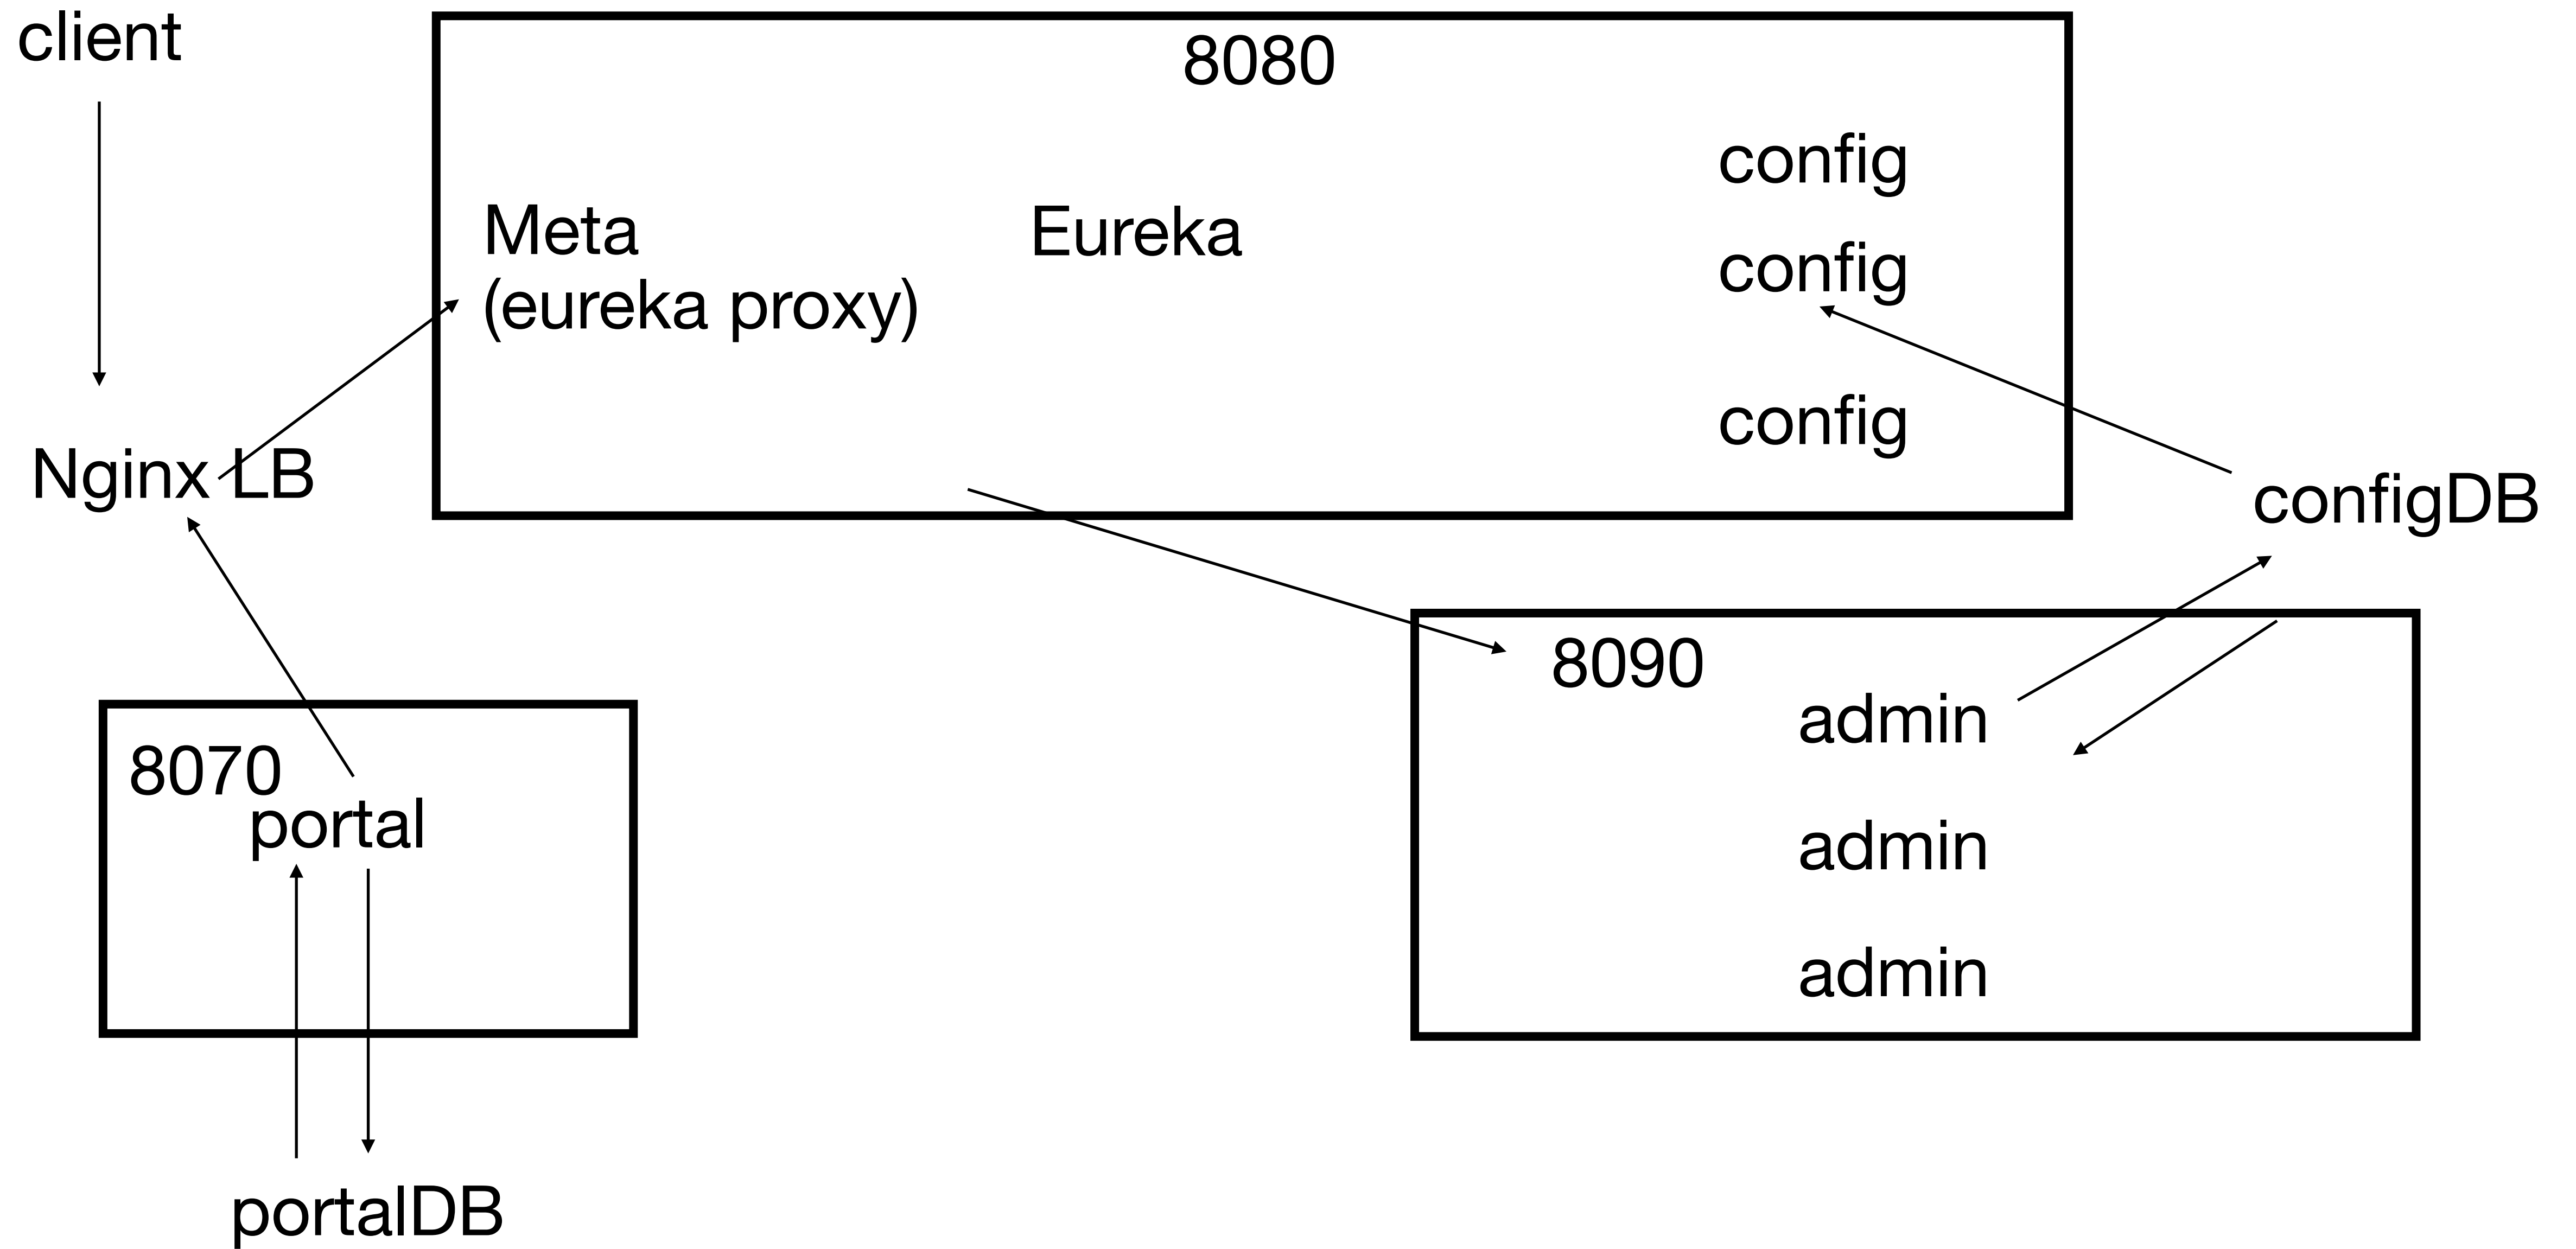 client
8080
config
Meta
(eureka proxy)
Eureka
config
config
Nginx LB
configDB
8090
admin
8070
portal
admin
admin
portalDB